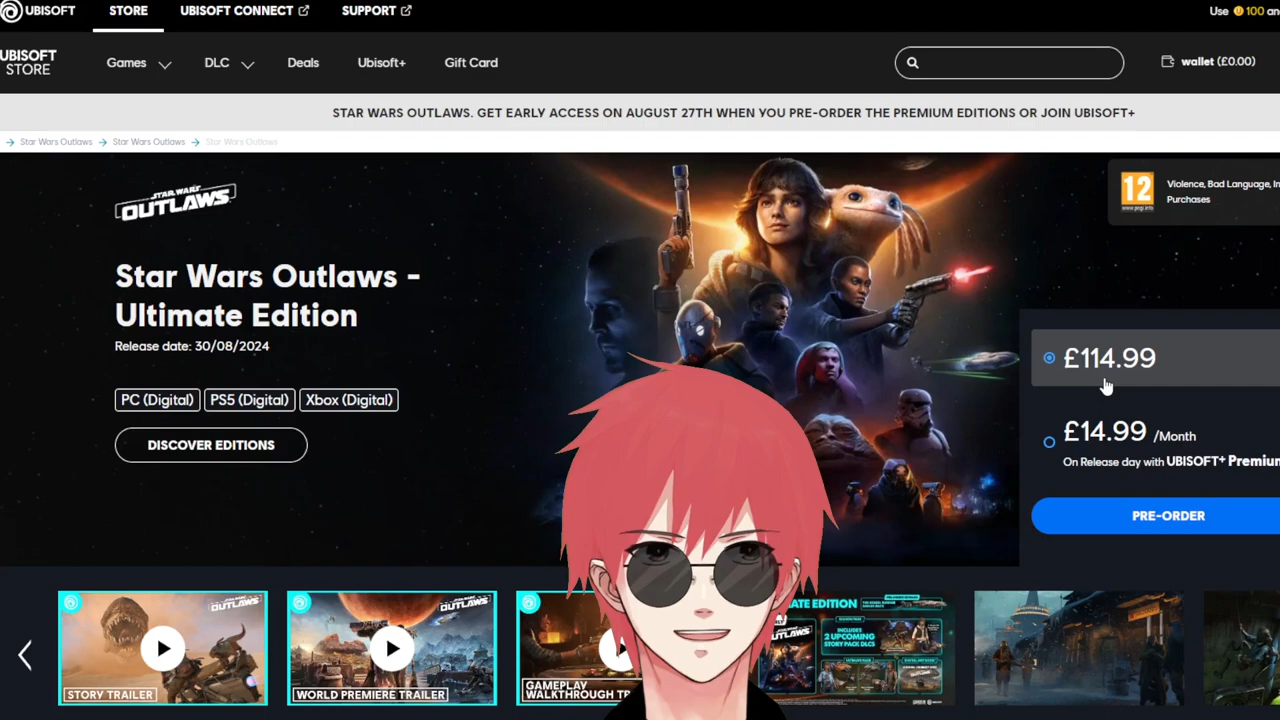 UBISOFT
STORE
UBISOFT CONNECT
SUPPORT
Use 100 an
UBISOFT
STORE
Games
DLC
Deals
Ubisoft+
Gift Card
wallet (£0.00)
STAR WARS OUTLAWS. GET EARLY ACCESS ON AUGUST 27TH WHEN YOU PRE-ORDER THE PREMIUM EDITIONS OR JOIN UBISOFT+
Star Wars Outlaws
Star Wars Outlaws
Star Wars Outlaws
STAR WARS
OUTLAWS
12
www.pegi.info
Violence, Bad Language, In
Purchases
Star Wars Outlaws -
Ultimate Edition
Release date: 30/08/2024
PC (Digital)
PS5 (Digital)
Xbox (Digital)
DISCOVER EDITIONS
£114.99
£14.99 /Month
On Release day with UBISOFT+ Premium
PRE-ORDER
OUTLAWS
STORY TRAILER
OUTLAWS
WORLD PREMIERE TRAILER
GAMEPLAY
WALKTHROUGH TR
ATE EDITION
OUTLAWS
INCLUDES
2 UPCOMING
STORY PACK DLCS